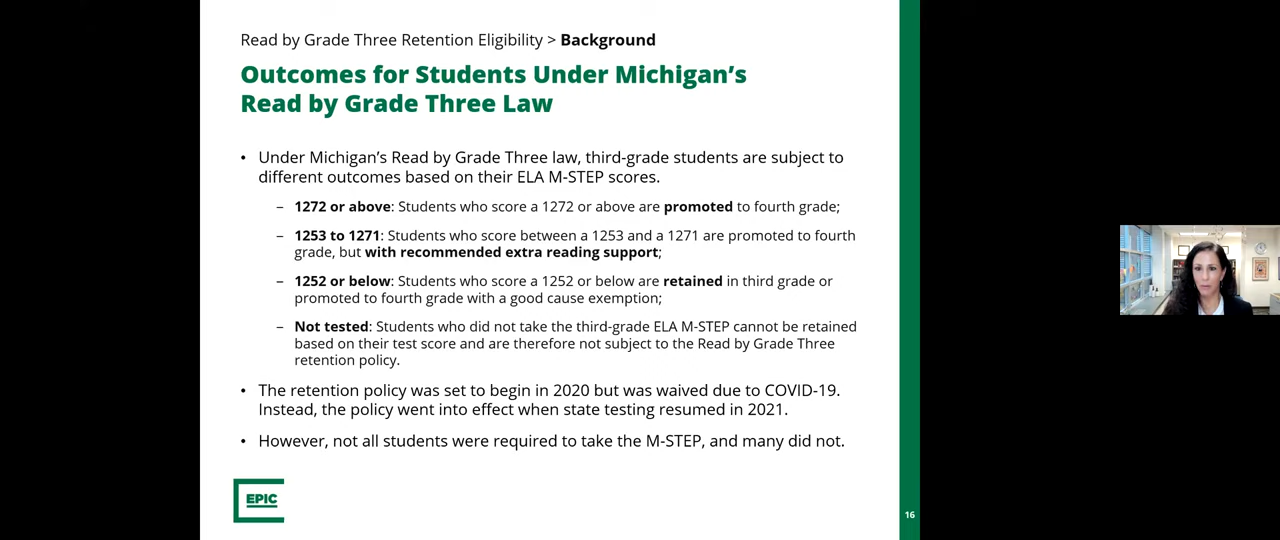 Read by Grade Three Retention Eligibility > Background
Outcomes for Students Under Michigan’s
Read by Grade Three Law
• Under Michigan’s Read by Grade Three law, third-grade students are subject to
different outcomes based on their ELA M-STEP scores.
– 1272 or above: Students who score a 1272 or above are promoted to fourth grade;
– 1253 to 1271: Students who score between a 1253 and a 1271 are promoted to fourth
grade, but with recommended extra reading support;
– 1252 or below: Students who score a 1252 or below are retained in third grade or
promoted to fourth grade with a good cause exemption;
– Not tested: Students who did not take the third-grade ELA M-STEP cannot be retained
based on their test score and are therefore not subject to the Read by Grade Three
retention policy.
• The retention policy was set to begin in 2020 but was waived due to COVID-19.
Instead, the policy went into effect when state testing resumed in 2021.
• However, not all students were required to take the M-STEP, and many did not.
EPIC
16